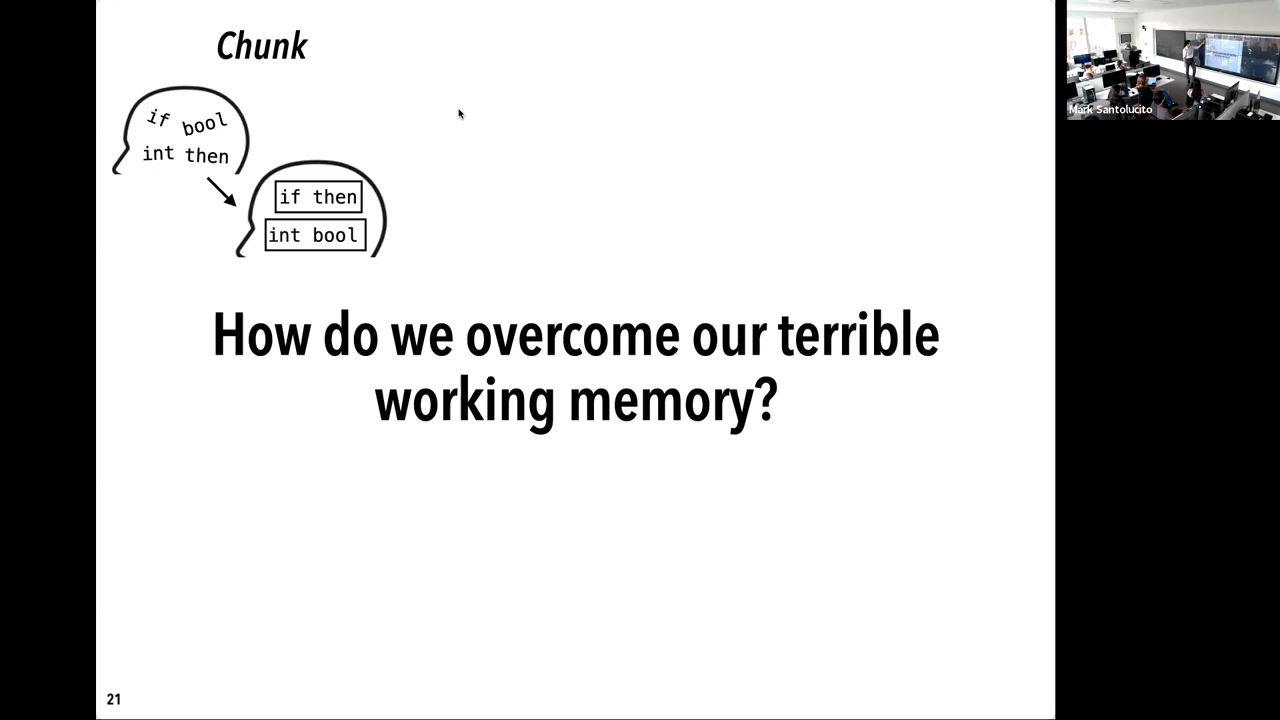 Chunk
if bool
int then
if then
int bool
How do we overcome our terrible
working memory?
21
Mark Santolucito